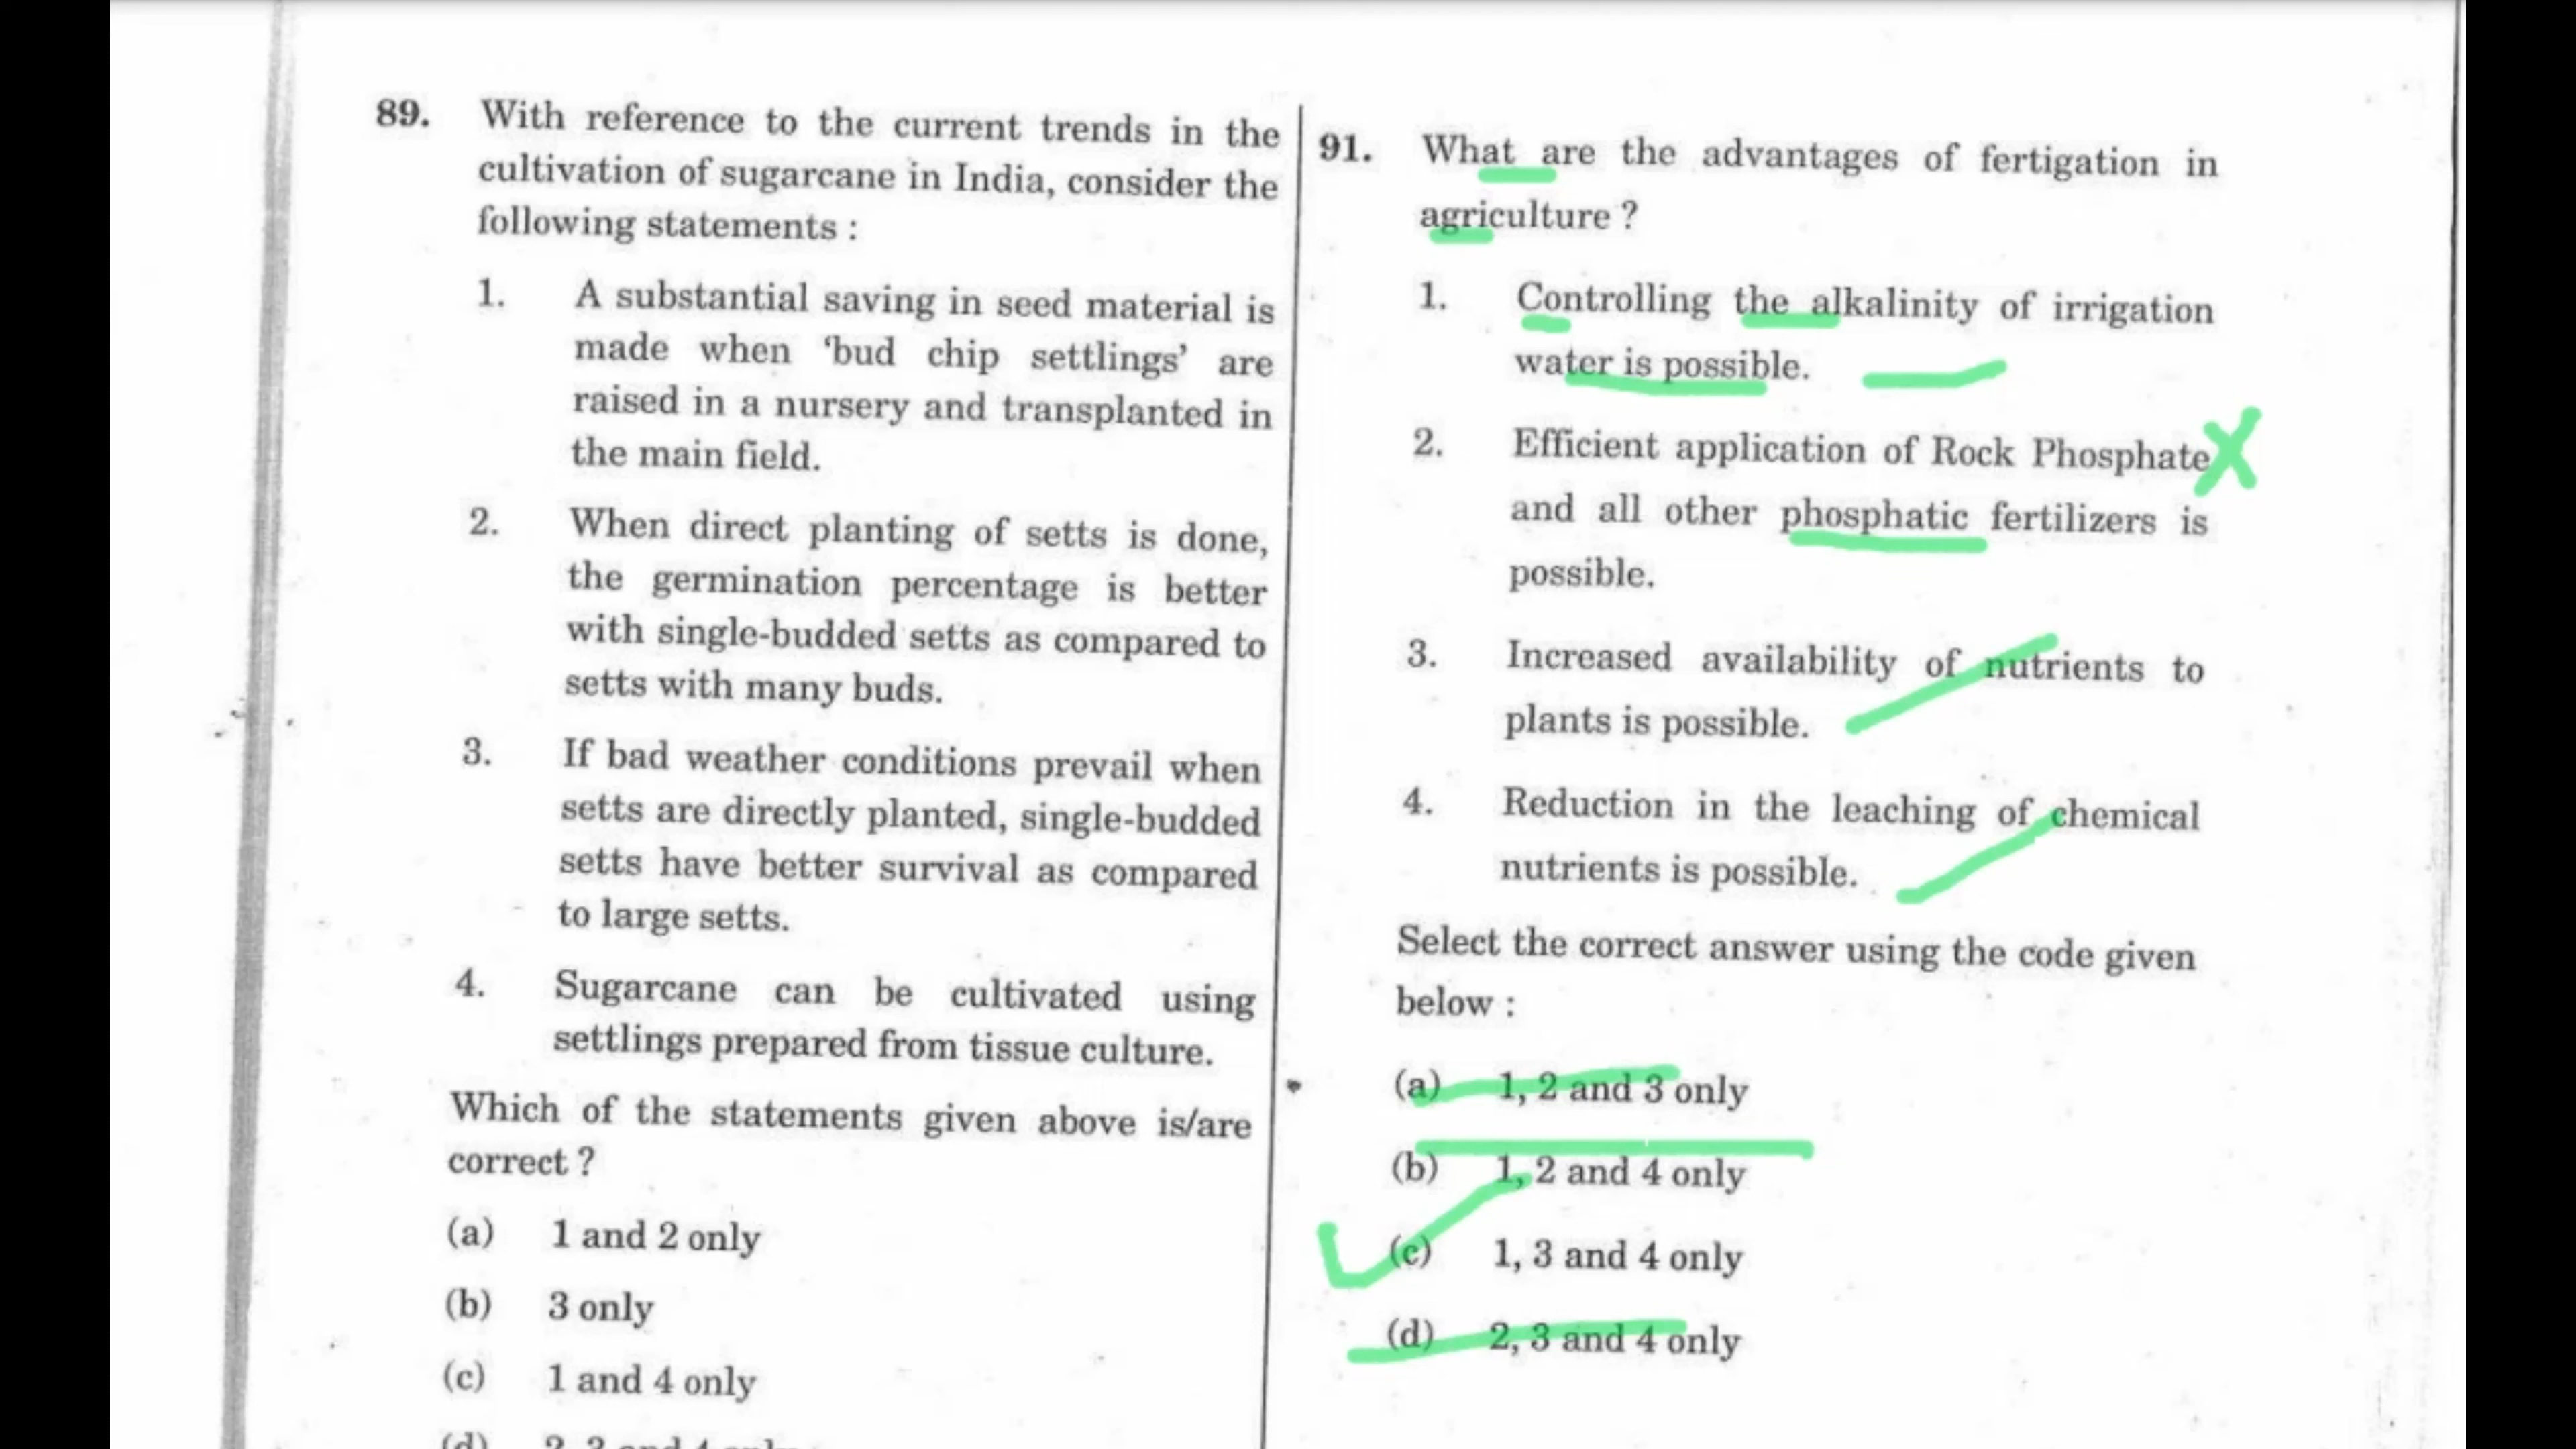 89. With reference to the current trends in the
cultivation of sugarcane in India, consider the
following statements :
1. A substantial saving in seed material is
made when ‘bud chip settlings’ are
raised in a nursery and transplanted in
the main field.
2. When direct planting of setts is done,
the germination percentage is better
with single-budded setts as compared to
setts with many buds.
3. If bad weather conditions prevail when
setts are directly planted, single-budded
setts have better survival as compared
to large setts.
4. Sugarcane can be cultivated using
settlings prepared from tissue culture.
Which of the statements given above is/are
correct ?
(a) 1 and 2 only
(b) 3 only
(c) 1 and 4 only
91. What are the advantages of fertigation in
agriculture ?
1. Controlling the alkalinity of irrigation
water is possible.
2. Efficient application of Rock Phosphate
and all other phosphatic fertilizers is
possible.
3. Increased availability of nutrients to
plants is possible.
4. Reduction in the leaching of chemical
nutrients is possible.
Select the correct answer using the code given
below :
(a) 1, 2 and 3 only
(b) 1, 2 and 4 only
(c) 1, 3 and 4 only
(d) 2, 3 and 4 only